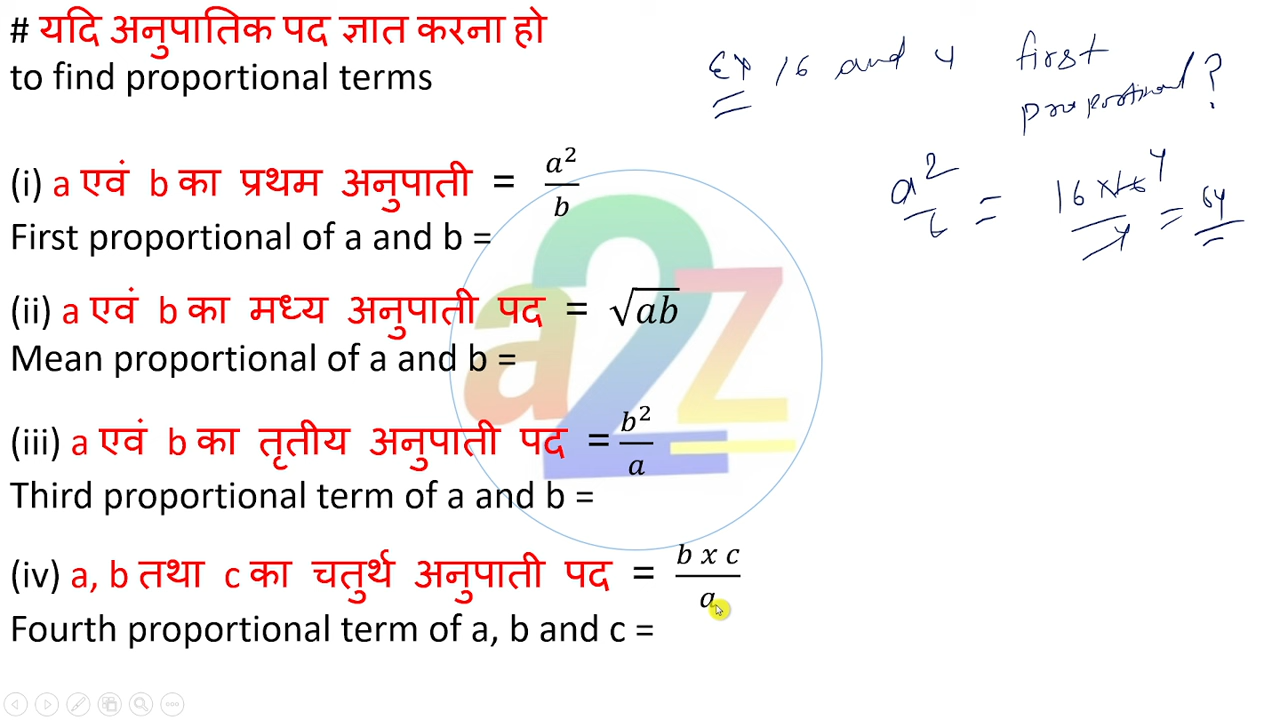 # यदि अनुपातिक पद ज्ञात करना हो
to find proportional terms
Ex 16 and 4 first
proportional ?
(i) a एवं b का प्रथम अनुपाती = a²/b
First proportional of a and b =
a²/b = 16 × 16 4 / 4 = 64
(ii) a एवं b का मध्य अनुपाती पद = √ab
Mean proportional of a and b =
(iii) a एवं b का तृतीय अनुपाती पद = b²/a
Third proportional term of a and b =
(iv) a, b तथा c का चतुर्थ अनुपाती पद = b x c/a
Fourth proportional term of a, b and c =
a2z